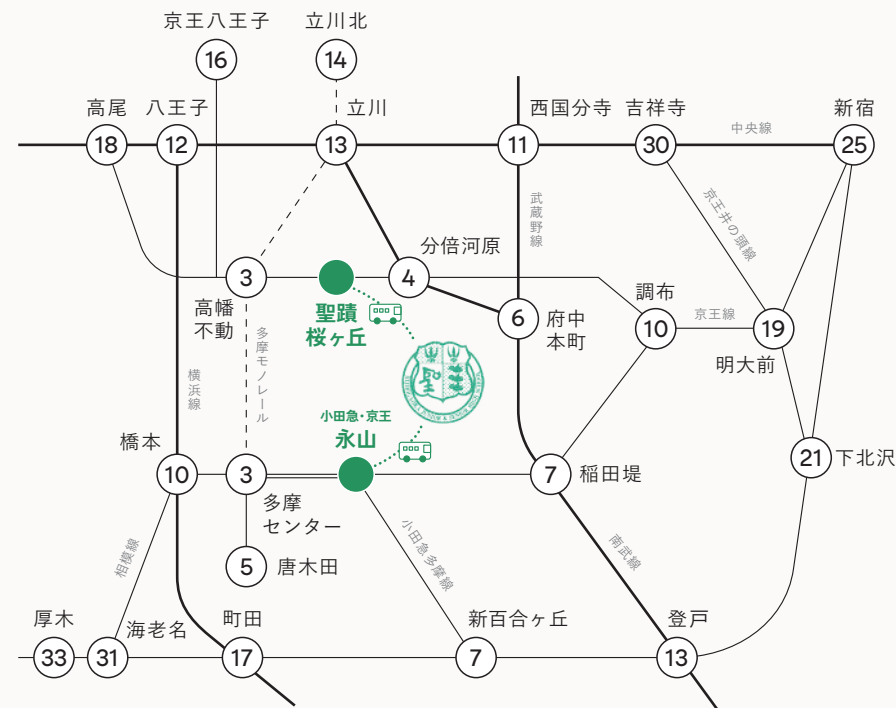 京王八王子
立川北
16
14
高尾
八王子
立川
西国分寺
吉祥寺
新宿
中央線
18
12
13
11
30
25
武蔵野線
京王井の頭線
分倍河原
3
4
調布
高幡
不動
聖蹟
桜ヶ丘
6
府中
本町
10
京王線
19
明大前
多摩モノレール
横浜線
小田急・京王
永山
橋本
10
3
7
稲田堤
21
下北沢
多摩
センター
5
唐木田
相模線
小田急多摩線
南武線
厚木
海老名
町田
新百合ヶ丘
登戸
33
31
17
7
13